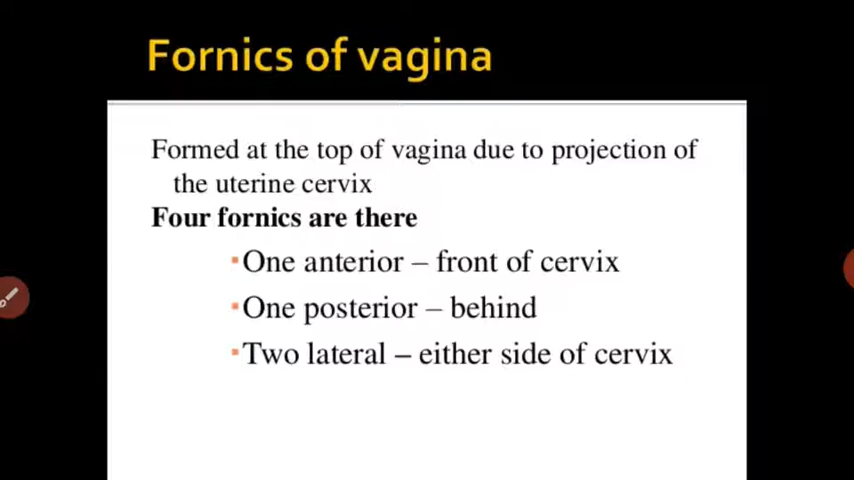 Fornics of vagina
Formed at the top of vagina due to projection of
the uterine cervix
Four fornics are there
▪One anterior – front of cervix
▪One posterior – behind
▪Two lateral – either side of cervix